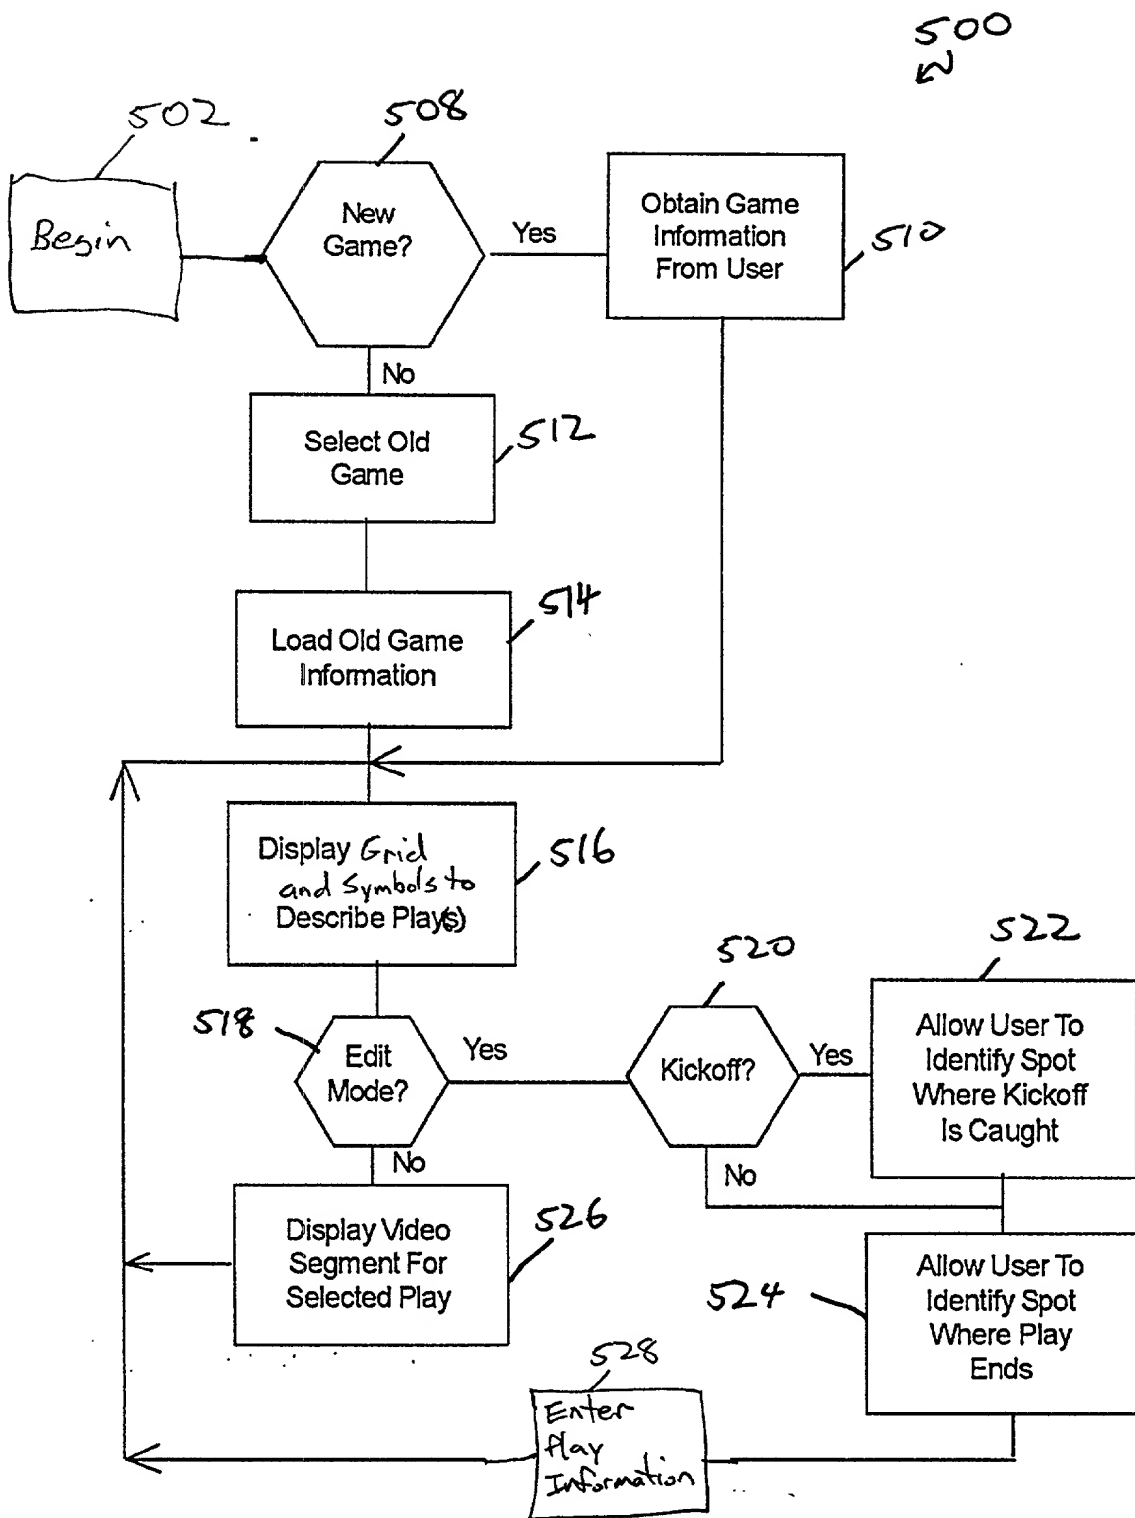 500
502
508
Begin
New
Game?
Yes
Obtain Game
Information
From User
510
No
Select Old
Game
512
514
Load Old Game
Information
Display Grid
and Symbols to
Describe Play(s)
516
518
Edit
Mode?
Yes
520
Kickoff?
Yes
522
Allow User To
Identify Spot
Where Kickoff
Is Caught
No
No
Display Video
Segment For
Selected Play
526
524
Allow User To
Identify Spot
Where Play
Ends
528
Enter
Play
Information